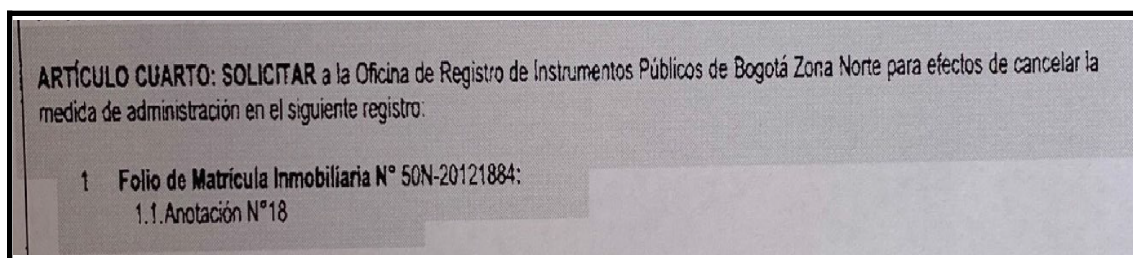 ARTÍCULO CUARTO: SOLICITAR a la Oficina de Registro de Instrumentos Públicos de Bogotá Zona Norte para efectos de cancelar la
medida de administración en el siguiente registro:
1 Folio de Matrícula Inmobiliaria N° 50N-20121884:
1.1.Anotación N°18